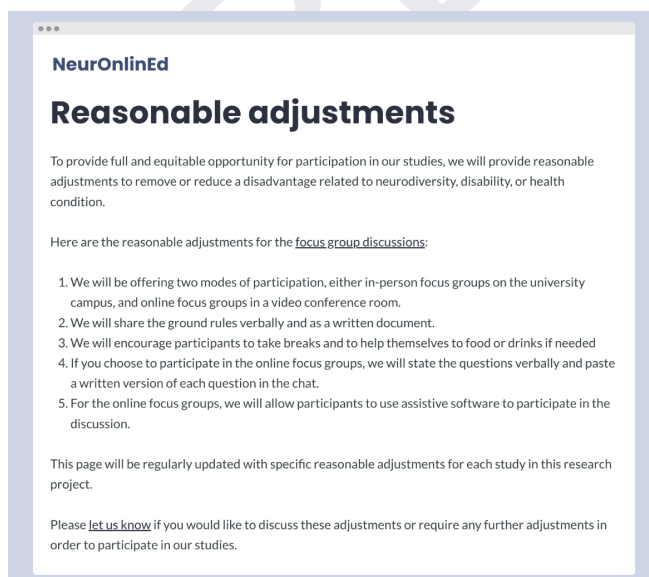 NeurOnlinEd
Reasonable adjustments
To provide full and equitable opportunity for participation in our studies, we will provide reasonable
adjustments to remove or reduce a disadvantage related to neurodiversity, disability, or health
condition.
Here are the reasonable adjustments for the focus group discussions:
1. We will be offering two modes of participation, either in-person focus groups on the university
campus, and online focus groups in a video conference room.
2. We will share the ground rules verbally and as a written document.
3. We will encourage participants to take breaks and to help themselves to food or drinks if needed
4. If you choose to participate in the online focus groups, we will state the questions verbally and paste
a written version of each question in the chat.
5. For the online focus groups, we will allow participants to use assistive software to participate in the
discussion.
This page will be regularly updated with specific reasonable adjustments for each study in this research
project.
Please let us know if you would like to discuss these adjustments or require any further adjustments in
order to participate in our studies.